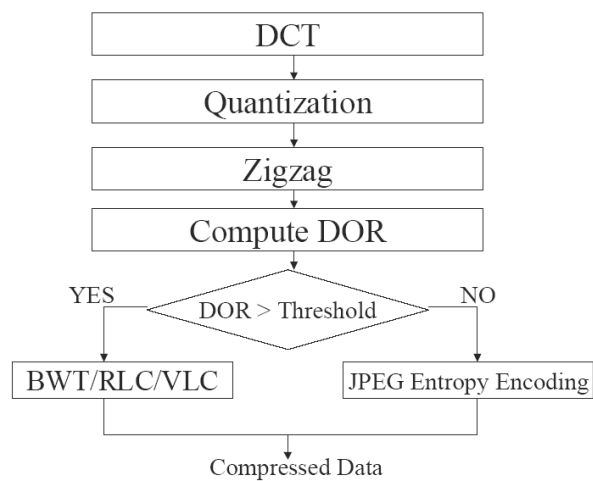 DCT
Quantization
Zigzag
Compute DOR
YES
DOR > Threshold
NO
BWT/RLC/VLC
JPEG Entropy Encoding
Compressed Data